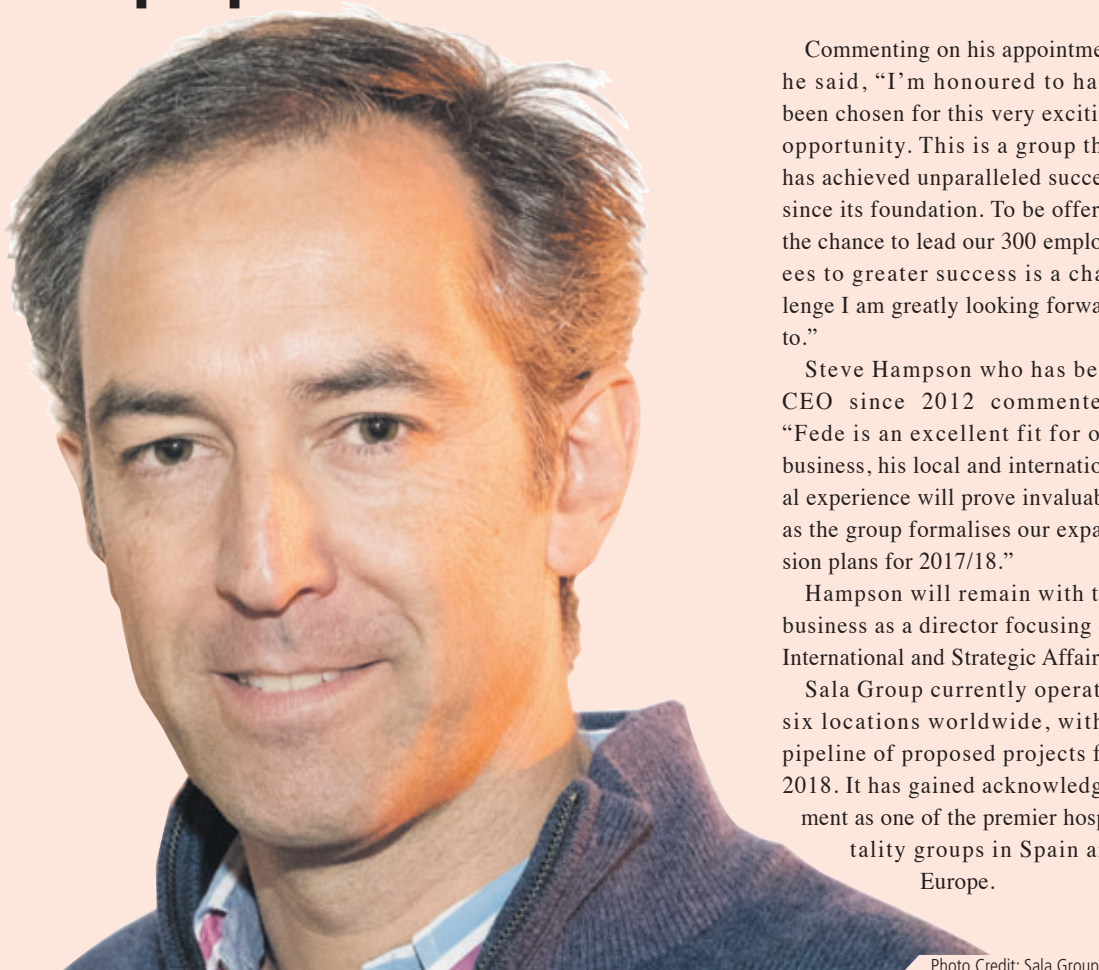 Commenting on his appointme
he said, “I’m honoured to ha
been chosen for this very exciti
opportunity. This is a group th
has achieved unparalleled succe
since its foundation. To be offer
the chance to lead our 300 emplo
ees to greater success is a cha
lenge I am greatly looking forwa
to.”
Steve Hampson who has be
CEO since 2012 commente
“Fede is an excellent fit for o
business, his local and internatio
al experience will prove invaluab
as the group formalises our expa
sion plans for 2017/18.”
Hampson will remain with t
business as a director focusing
International and Strategic Affair
Sala Group currently operat
six locations worldwide, with
pipeline of proposed projects f
2018. It has gained acknowledg
ment as one of the premier hosp
tality groups in Spain a
Europe.
Photo Credit: Sala Group